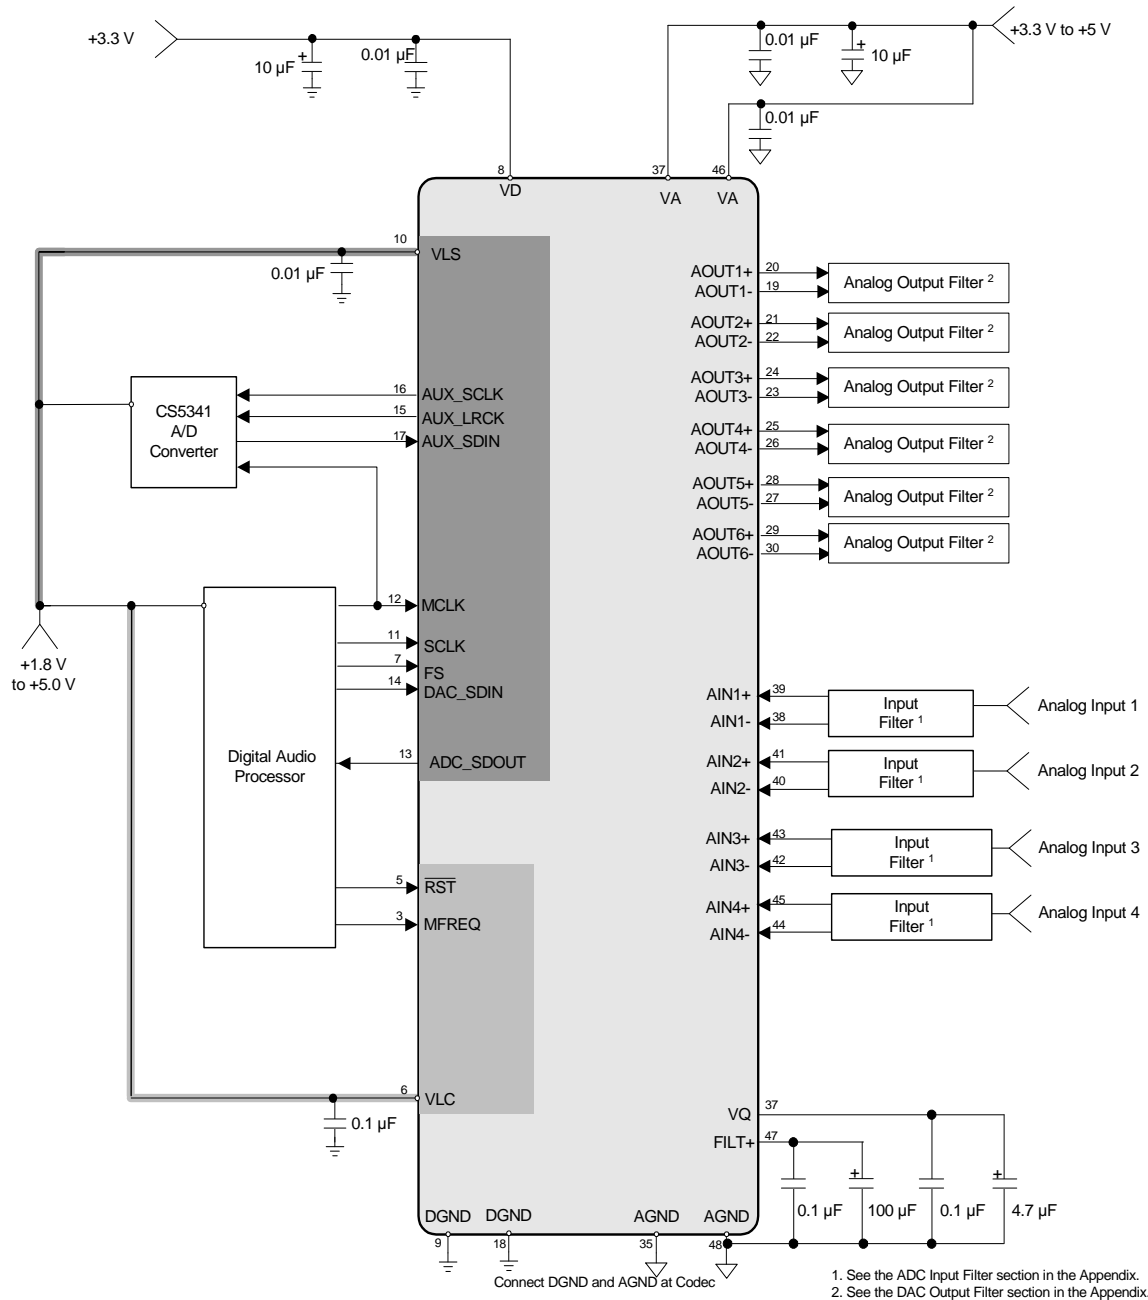 +3.3 V
10 µF
+
0.01 µF
0.01 µF
+
10 µF
+3.3 V to +5 V
0.01 µF
8
VD
37
VA
46
VA
10
VLS
0.01 µF
CS5341
A/D
Converter
16
AUX_SCLK
15
AUX_LRCK
17
AUX_SDIN
12
MCLK
11
SCLK
7
FS
14
DAC_SDIN
13
ADC_SDOUT
+1.8 V
to +5.0 V
Digital Audio
Processor
5
RST
3
MFREQ
6
VLC
0.1 µF
AOUT1+
20
AOUT1-
19
Analog Output Filter 2
AOUT2+
21
AOUT2-
22
Analog Output Filter 2
AOUT3+
24
AOUT3-
23
Analog Output Filter 2
AOUT4+
25
AOUT4-
26
Analog Output Filter 2
AOUT5+
28
AOUT5-
27
Analog Output Filter 2
AOUT6+
29
AOUT6-
30
Analog Output Filter 2
AIN1+
39
AIN1-
38
Input
Filter 1
Analog Input 1
AIN2+
41
AIN2-
40
Input
Filter 1
Analog Input 2
AIN3+
43
AIN3-
42
Input
Filter 1
Analog Input 3
AIN4+
45
AIN4-
44
Input
Filter 1
Analog Input 4
VQ
37
FILT+
47
0.1 µF
+
100 µF
0.1 µF
+
4.7 µF
DGND
9
DGND
18
AGND
35
AGND
48
Connect DGND and AGND at Codec
1. See the ADC Input Filter section in the Appendix.
2. See the DAC Output Filter section in the Appendix